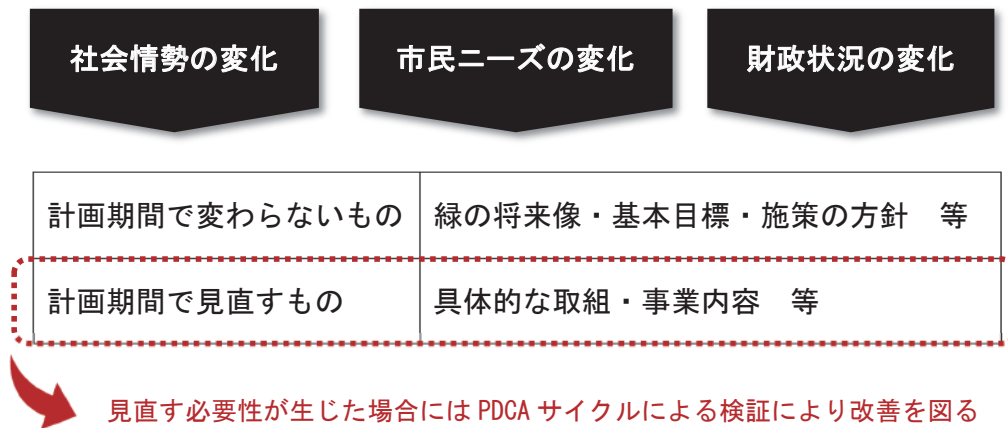 社会情勢の変化
市民ニーズの変化
財政状況の変化
計画期間で変わらないもの
緑の将来像・基本目標・施策の方針　等
計画期間で見直すもの
具体的な取組・事業内容　等
見直す必要性が生じた場合には PDCA サイクルによる検証により改善を図る